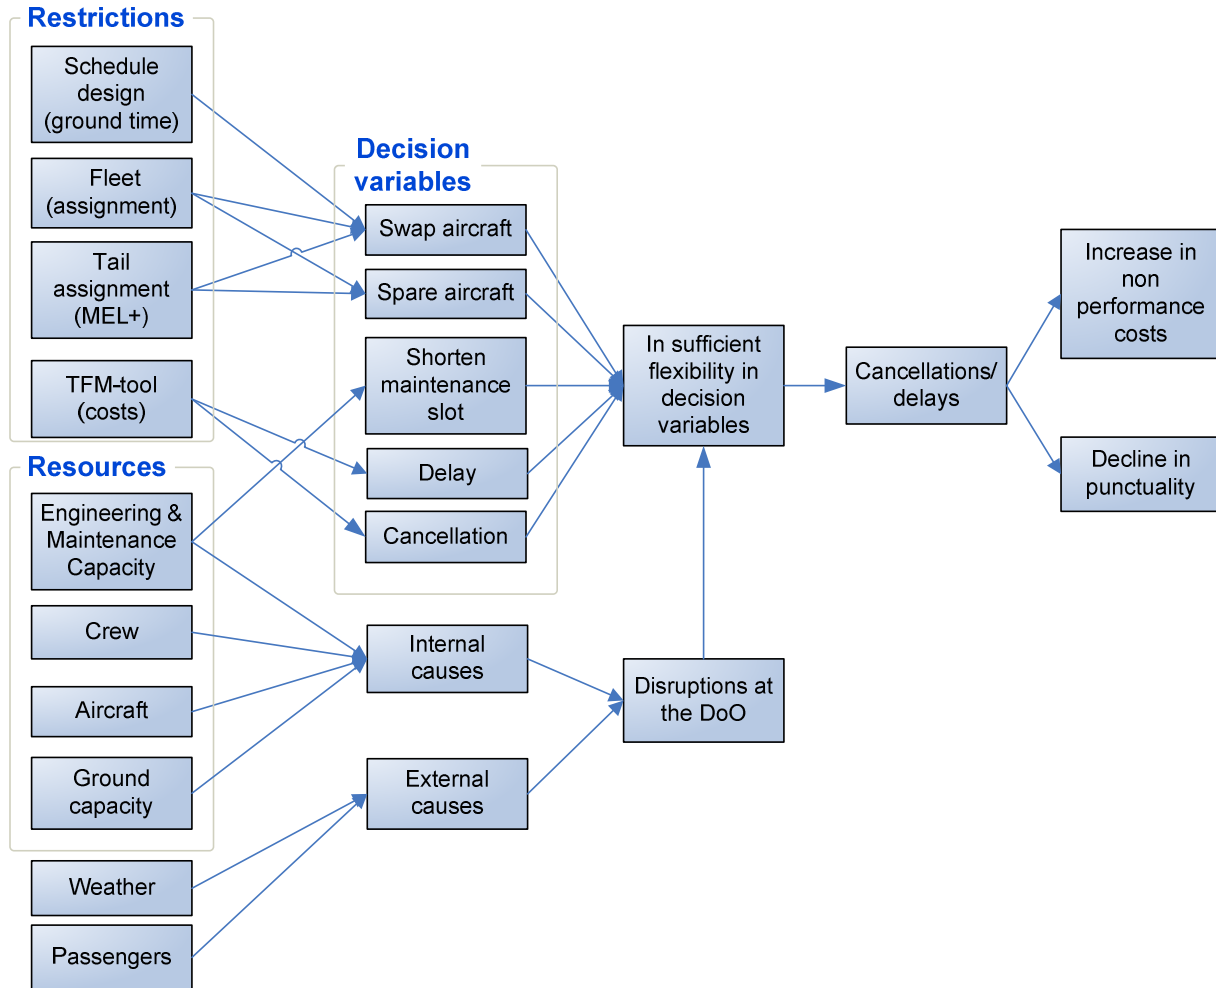 Restrictions
Schedule
design
(ground time)
Fleet
(assignment)
Tail
assignment
(MEL+)
TFM-tool
(costs)
Resources
Engineering &
Maintenance
Capacity
Crew
Aircraft
Ground
capacity
Weather
Passengers
Decision
variables
Swap aircraft
Spare aircraft
Shorten
maintenance
slot
Delay
Cancellation
Internal
causes
External
causes
In sufficient
flexibility in
decision
variables
Disruptions at
the DoO
Cancellations/
delays
Increase in
non
performance
costs
Decline in
punctuality